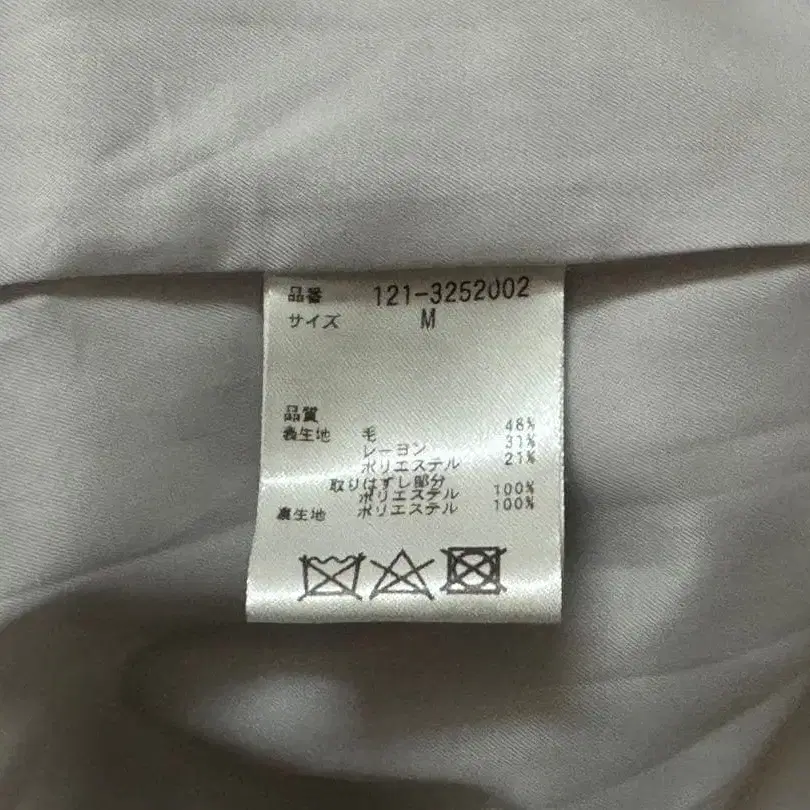 品番 121-3252002
サイズ M
品質
表生地 毛 48%
レーヨン 31%
ポリエステル 21%
取りはずし部分
ポリエステル 100%
裏生地 ポリエステル 100%